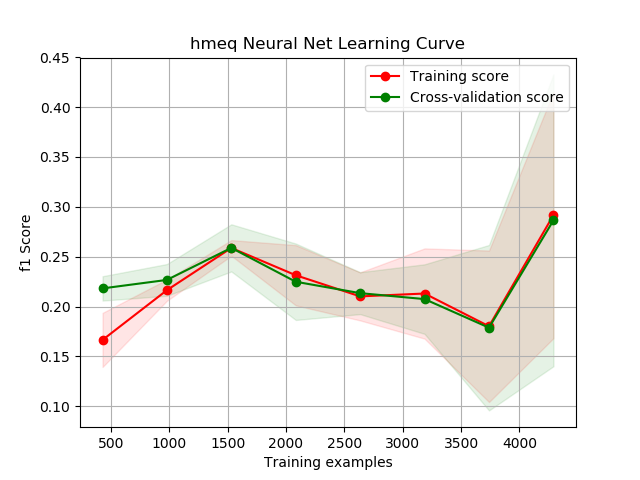 hmeq Neural Net Learning Curve
Training score
Cross-validation score
f1 Score
0.45
0.40
0.35
0.30
0.25
0.20
0.15
0.10
500 1000 1500 2000 2500 3000 3500 4000
Training examples